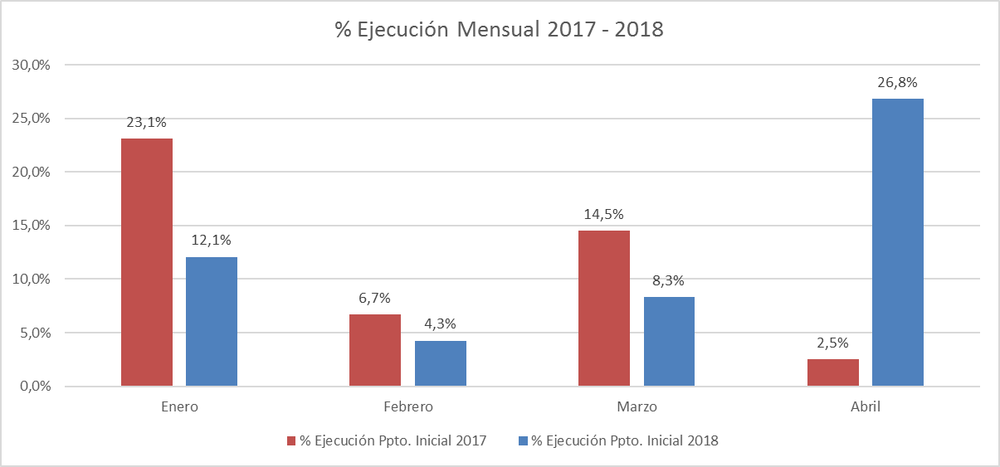 % Ejecución Mensual 2017 - 2018
30,0%
25,0%
20,0%
15,0%
10,0%
5,0%
0,0%
23,1%
12,1%
6,7%
4,3%
14,5%
8,3%
2,5%
26,8%
Enero
Febrero
Marzo
Abril
% Ejecución Ppto. Inicial 2017
% Ejecución Ppto. Inicial 2018